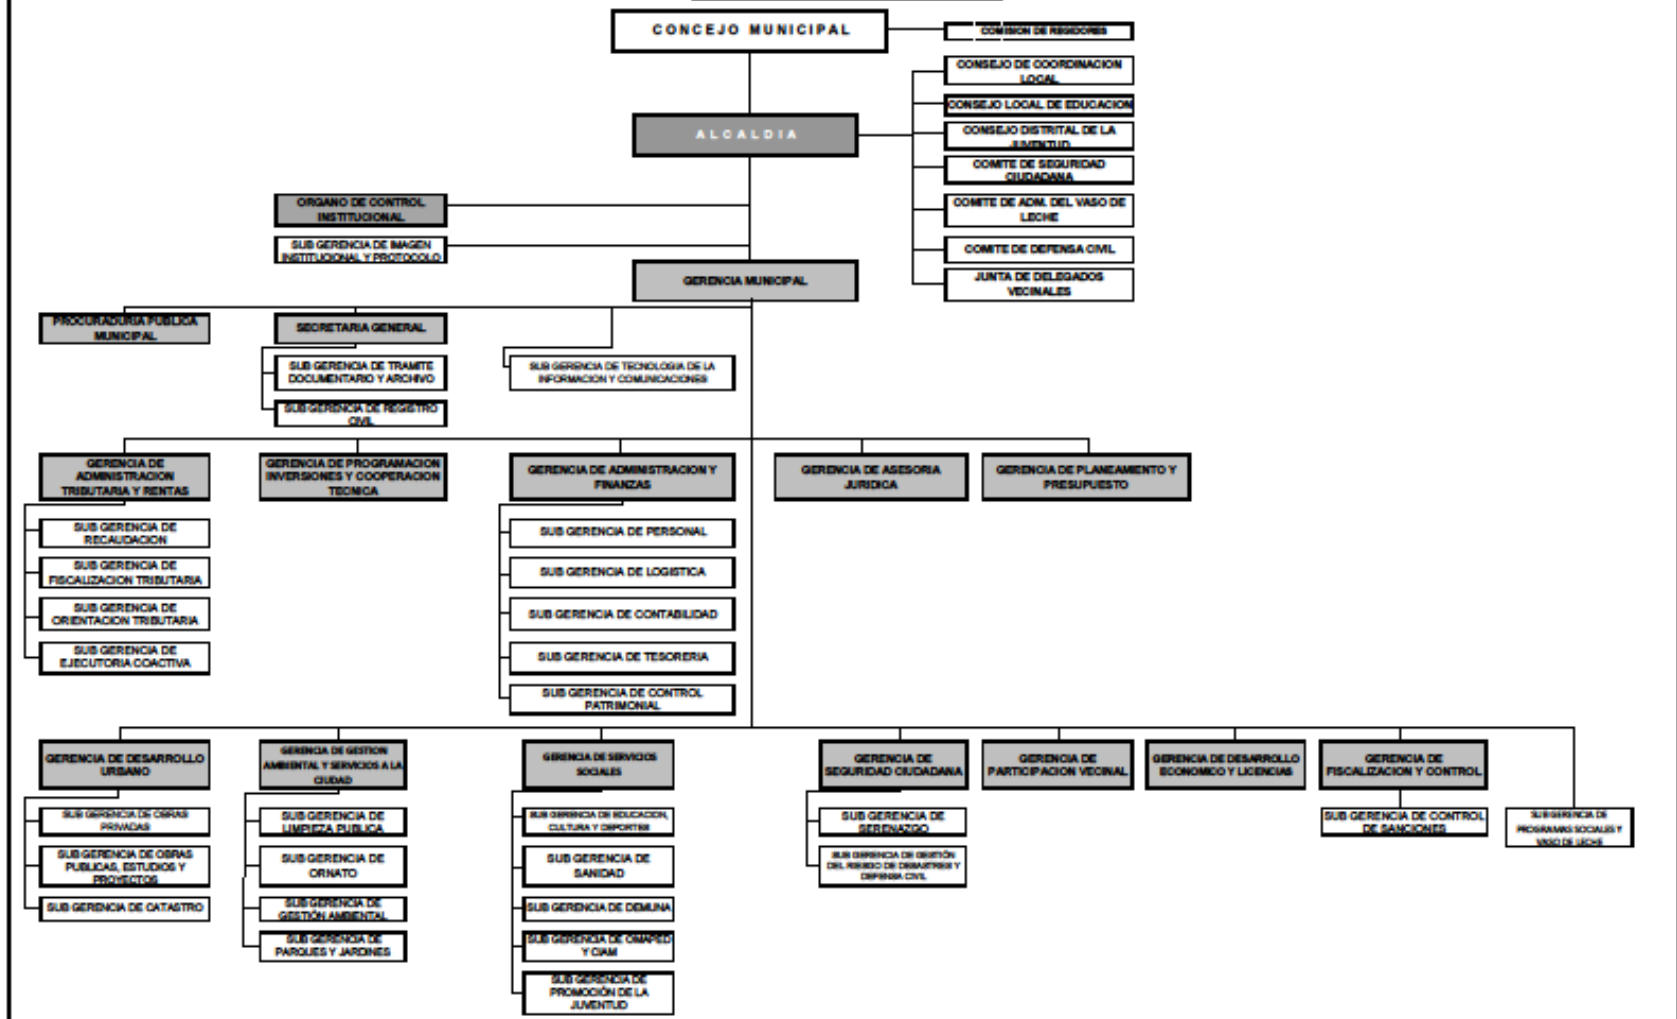 CONCEJO MUNICIPAL
COMISION DE REGIDORES
CONSEJO DE COORDINACION
LOCAL
CONSEJO LOCAL DE EDUCACION
ALCALDIA
CONSEJO DISTRITAL DE LA
JUVENTUD
COMITE DE SEGURIDAD
CIUDADANA
ORGANO DE CONTROL
INSTITUCIONAL
COMITE DE ADM. DEL VASO DE
LECHE
SUB GERENCIA DE IMAGEN
INSTITUCIONAL Y PROTOCOLO
COMITE DE DEFENSA CIVIL
GERENCIA MUNICIPAL
JUNTA DE DELEGADOS
VECINALES
PROCURADURIA PUBLICA
MUNICIPAL
SECRETARIA GENERAL
SUB GERENCIA DE TRAMITE
DOCUMENTARIO Y ARCHIVO
SUB GERENCIA DE TECNOLOGIA DE LA
INFORMACION Y COMUNICACIONES
SUB GERENCIA DE REGISTRO
CIVIL
GERENCIA DE
ADMINISTRACION
TRIBUTARIA Y RENTAS
GERENCIA DE PROGRAMACION
INVERSIONES Y COOPERACION
TECNICA
GERENCIA DE ADMINISTRACION Y
FINANZAS
GERENCIA DE ASESORIA
JURIDICA
GERENCIA DE PLANEAMIENTO Y
PRESUPUESTO
SUB GERENCIA DE
RECAUDACION
SUB GERENCIA DE
FISCALIZACION TRIBUTARIA
SUB GERENCIA DE
ORIENTACION TRIBUTARIA
SUB GERENCIA DE
EJECUTORIA COACTIVA
SUB GERENCIA DE PERSONAL
SUB GERENCIA DE LOGISTICA
SUB GERENCIA DE CONTABILIDAD
SUB GERENCIA DE TESORERIA
SUB GERENCIA DE CONTROL
PATRIMONIAL
GERENCIA DE DESARROLLO
URBANO
GERENCIA DE GESTION
AMBIENTAL Y SERVICIOS A LA
CIUDAD
GERENCIA DE SERVICIOS
SOCIALES
GERENCIA DE
SEGURIDAD CIUDADANA
GERENCIA DE
PARTICIPACION VECINAL
GERENCIA DE DESARROLLO
ECONOMICO Y LICENCIAS
GERENCIA DE
FISCALIZACION Y CONTROL
SUB GERENCIA DE OBRAS
PRIVADAS
SUB GERENCIA DE OBRAS
PUBLICAS, ESTUDIOS Y
PROYECTOS
SUB GERENCIA DE CATASTRO
SUB GERENCIA DE
LIMPIEZA PUBLICA
SUB GERENCIA DE
ORNATO
SUB GERENCIA DE
GESTIÓN AMBIENTAL
SUB GERENCIA DE
PARQUES Y JARDINES
SUB GERENCIA DE EDUCACION,
CULTURA Y DEPORTES
SUB GERENCIA DE
SANIDAD
SUB GERENCIA DE DEMUNA
SUB GERENCIA DE OMAPED
Y CIAM
SUB GERENCIA DE
PROMOCIÓN DE LA
JUVENTUD
SUB GERENCIA DE
SERENAZGO
SUB GERENCIA DE GESTIÓN
DEL RIESGO DE DESASTRES Y
DEFENSA CIVIL
SUB GERENCIA DE CONTROL
DE SANCIONES
SUB GERENCIA DE
PROGRAMAS SOCIALES Y
VASO DE LECHE